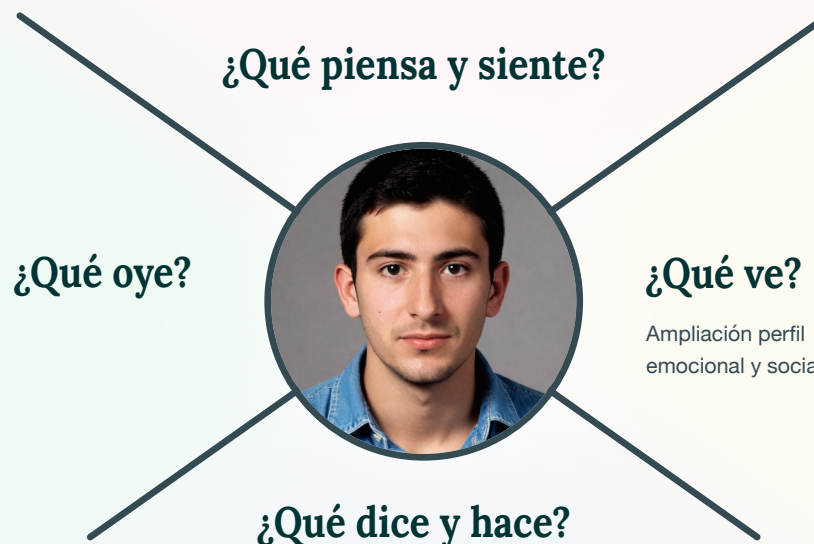 ¿Qué piensa y siente?
¿Qué oye?
¿Qué ve?
Ampliación perfil
emocional y socia
¿Qué dice y hace?